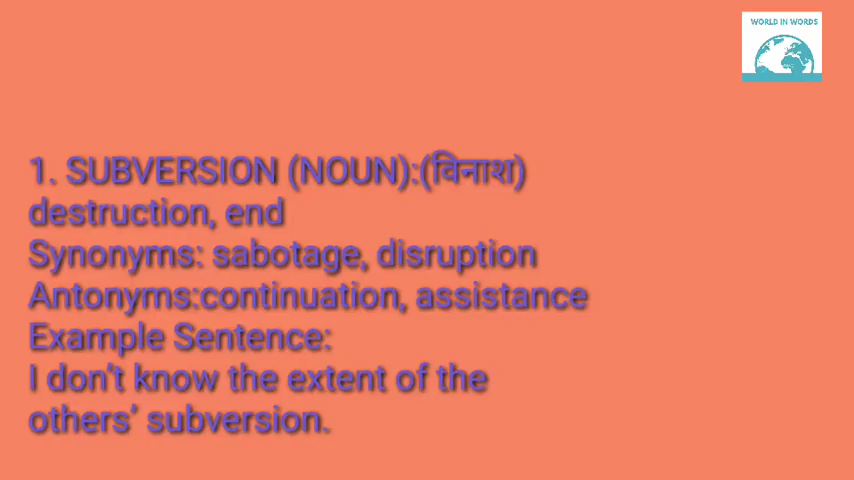 WORLD IN WORDS
1. SUBVERSION (NOUN):(विनाश)
destruction, end
Synonyms: sabotage, disruption
Antonyms:continuation, assistance
Example Sentence:
I don't know the extent of the
others’ subversion.